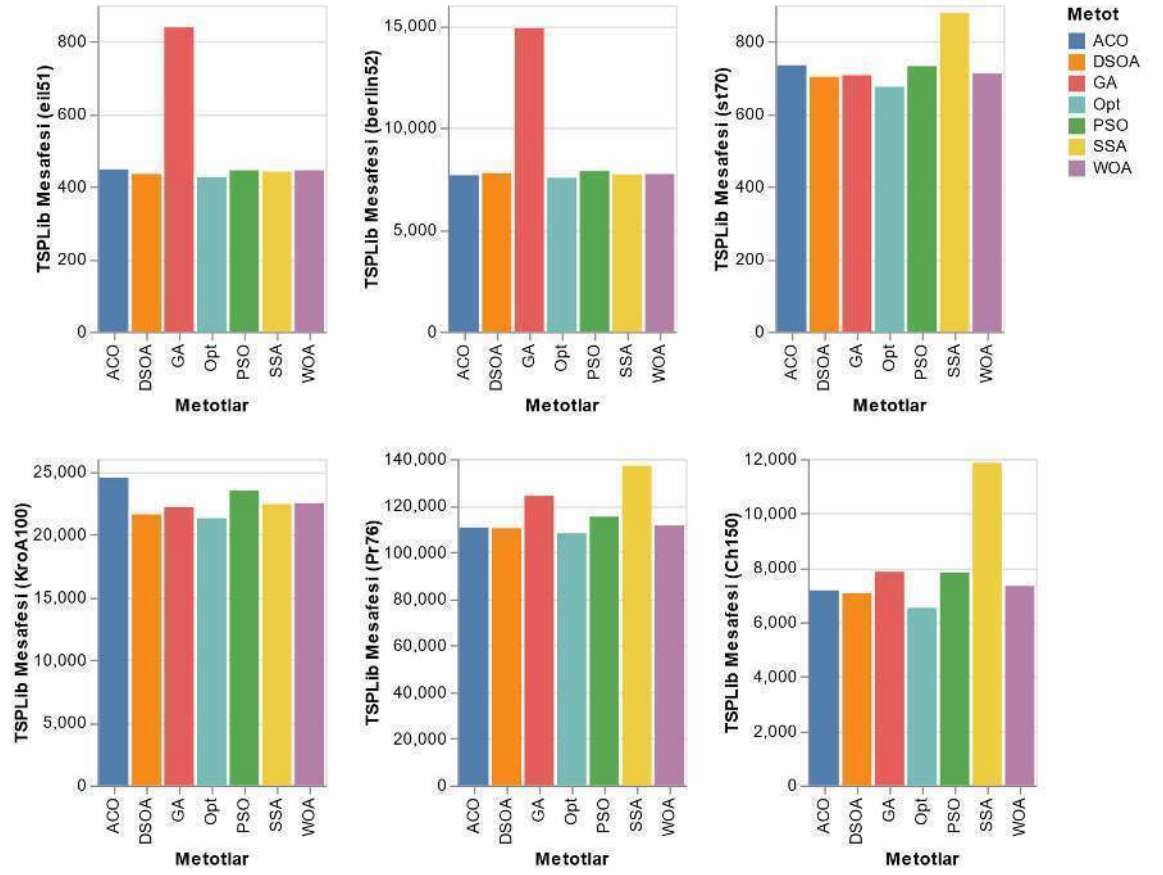 TSPLib Mesafesi (eil51)
800
600
400
200
0
ACO
DSOA
GA
Opt
PSO
SSA
WOA
Metotlar
TSPLib Mesafesi (berlin52)
15,000
10,000
5,000
0
ACO
DSOA
GA
Opt
PSO
SSA
WOA
Metotlar
TSPLib Mesafesi (st70)
800
600
400
200
0
ACO
DSOA
GA
Opt
PSO
SSA
WOA
Metotlar
Metot
ACO
DSOA
GA
Opt
PSO
SSA
WOA
TSPLib Mesafesi (KroA100)
25,000
20,000
15,000
10,000
5,000
0
ACO
DSOA
GA
Opt
PSO
SSA
WOA
Metotlar
TSPLib Mesafesi (Pr76)
140,000
120,000
100,000
80,000
60,000
40,000
20,000
0
ACO
DSOA
GA
Opt
PSO
SSA
WOA
Metotlar
TSPLib Mesafesi (Ch150)
12,000
10,000
8,000
6,000
4,000
2,000
0
ACO
DSOA
GA
Opt
PSO
SSA
WOA
Metotlar